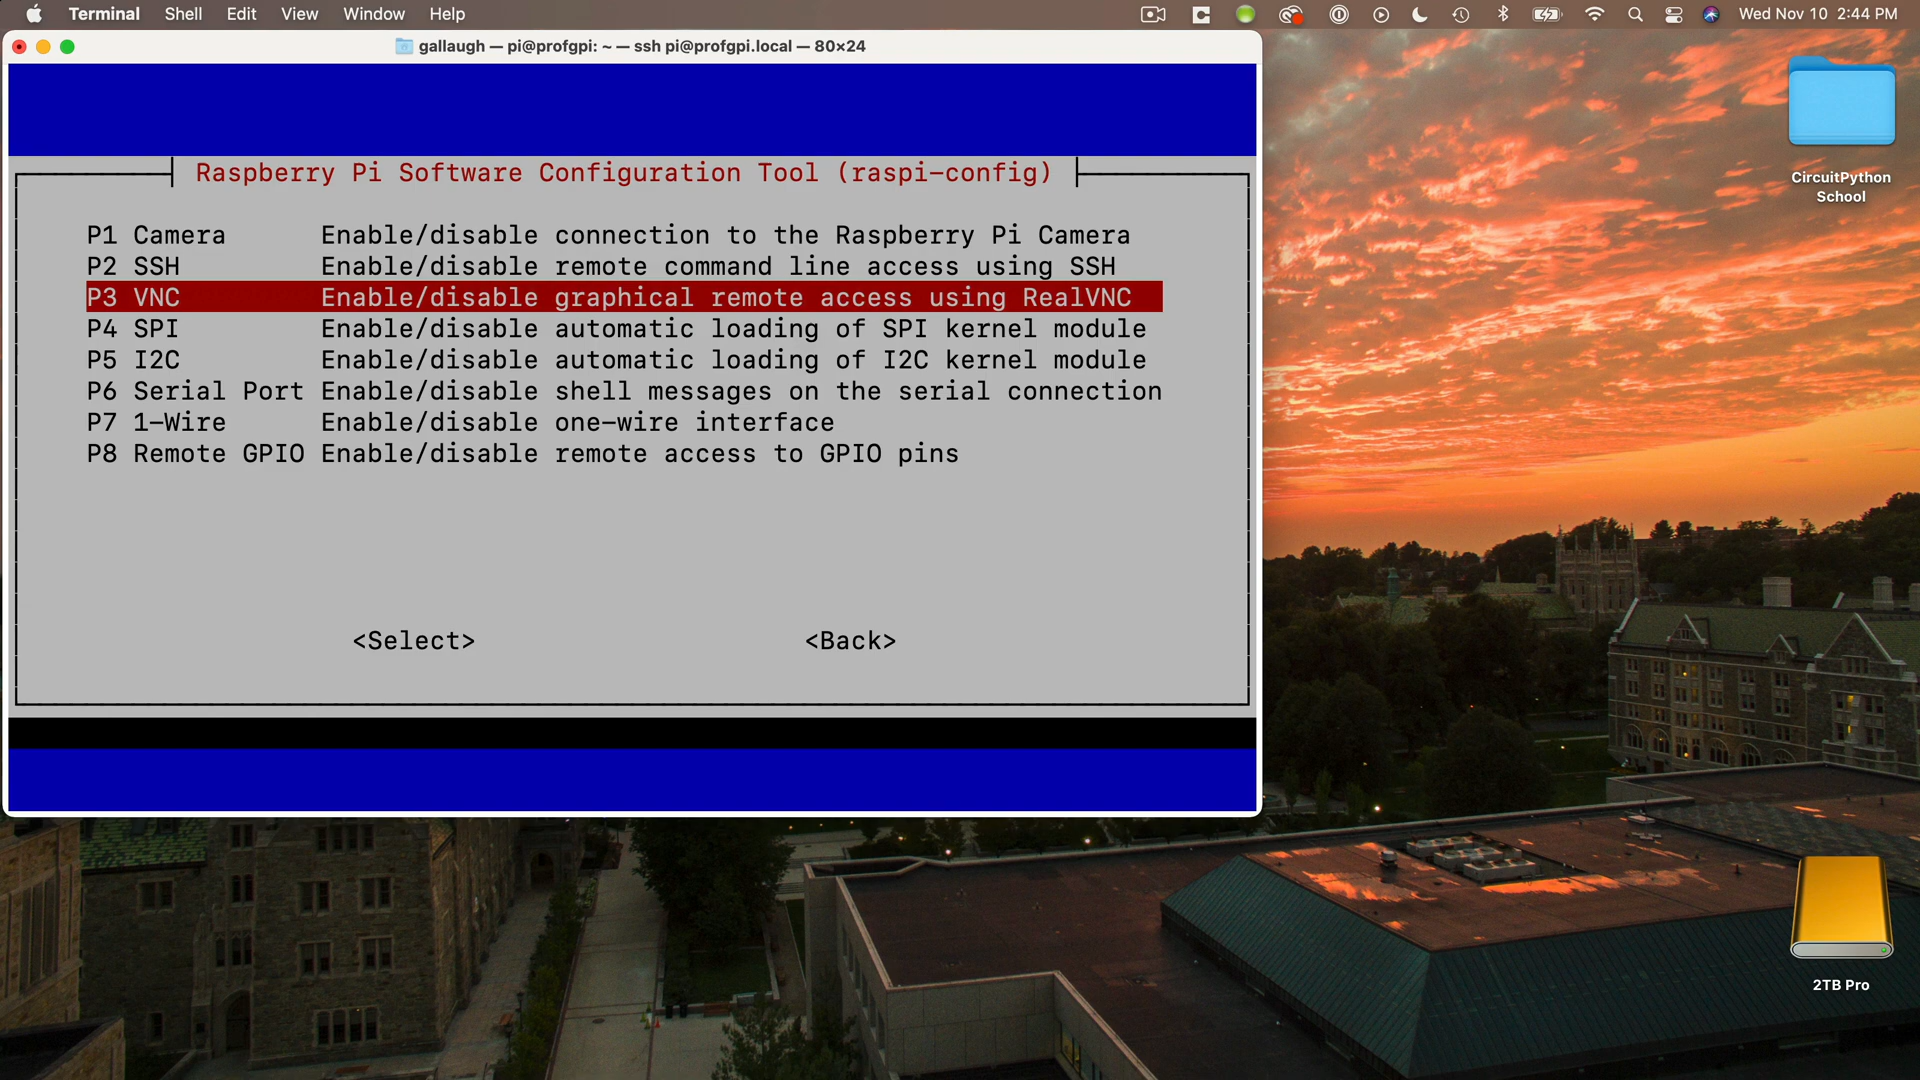 Terminal Shell Edit View Window Help Wed Nov 10 2:44 PM
gallaugh — pi@profgpi: ~ — ssh pi@profgpi.local — 80×24
Raspberry Pi Software Configuration Tool (raspi-config)
P1 Camera Enable/disable connection to the Raspberry Pi Camera
P2 SSH Enable/disable remote command line access using SSH
P3 VNC Enable/disable graphical remote access using RealVNC
P4 SPI Enable/disable automatic loading of SPI kernel module
P5 I2C Enable/disable automatic loading of I2C kernel module
P6 Serial Port Enable/disable shell messages on the serial connection
P7 1-Wire Enable/disable one-wire interface
P8 Remote GPIO Enable/disable remote access to GPIO pins
<Select> <Back>
CircuitPython
School
2TB Pro